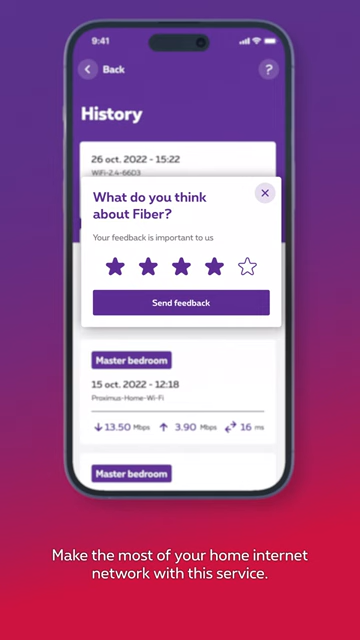 9:41
Back
?
History
26 oct. 2022 - 15:22
WiFi-2.4-66D3
What do you think
about Fiber?
Your feedback is important to us
Send feedback
Master bedroom
15 oct. 2022 - 12:18
Proximus-Home-Wi-Fi
13.50 Mbps 3.90 Mbps 16 ms
Master bedroom
Make the most of your home internet
network with this service.